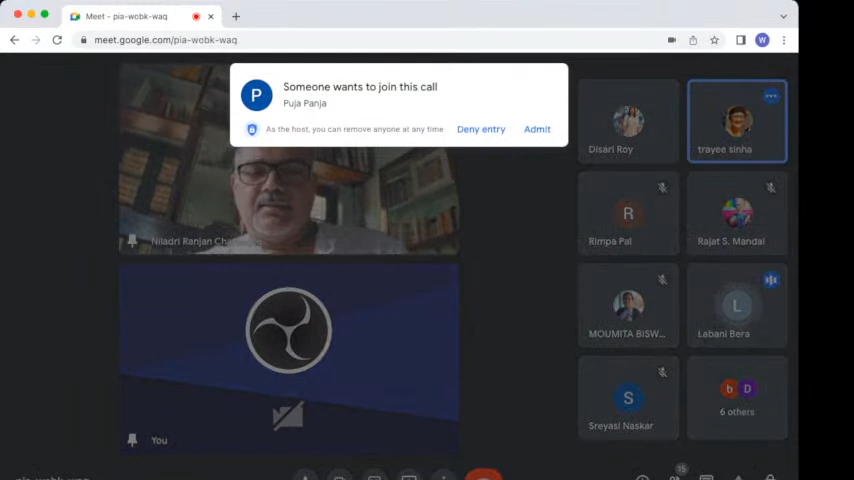 Meet - pia-wobk-waq
meet.google.com/pia-wobk-waq
W
P
Someone wants to join this call
Puja Panja
As the host, you can remove anyone at any time
Deny entry
Admit
Niladri Ranjan
You
Disari Roy
trayee sinha
R
Rimpa Pal
Rajat S. Mandal
MOUMITA BISW...
L
Labani Bera
S
Sreyasi Naskar
b D
6 others
15